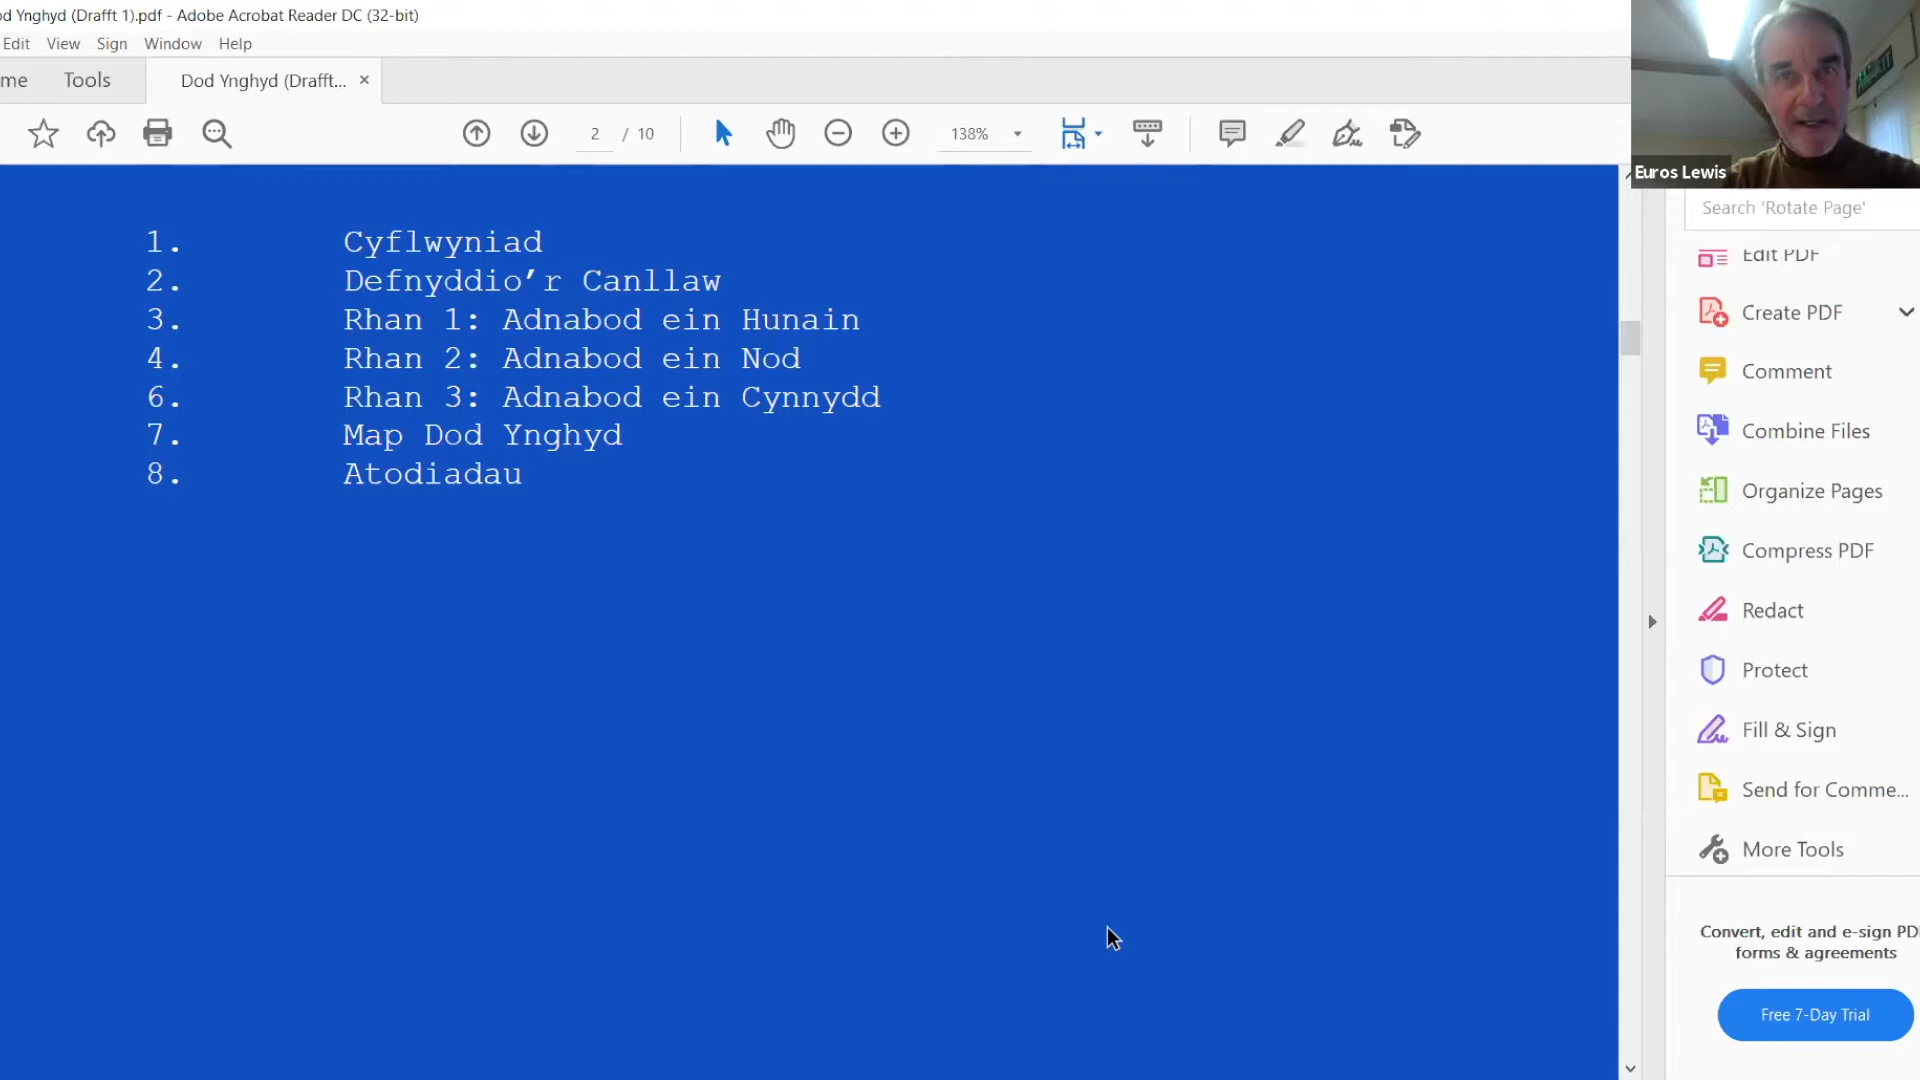 od Ynghyd (Drafft 1).pdf - Adobe Acrobat Reader DC (32-bit)
Edit View Sign Window Help
me Tools Dod Ynghyd (Drafft... ×
2 / 10 138%
Euros Lewis
Search 'Rotate Page'
1. Cyflwyniad
2. Defnyddio’r Canllaw
3. Rhan 1: Adnabod ein Hunain
4. Rhan 2: Adnabod ein Nod
6. Rhan 3: Adnabod ein Cynnydd
7. Map Dod Ynghyd
8. Atodiadau
Edit PDF
Create PDF
Comment
Combine Files
Organize Pages
Compress PDF
Redact
Protect
Fill & Sign
Send for Comme...
More Tools
Convert, edit and e-sign PD
forms & agreements
Free 7-Day Trial